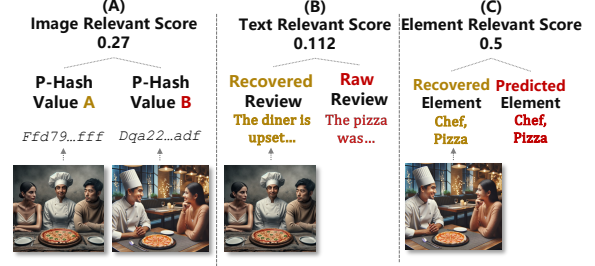 (A)
Image Relevant Score
0.27
P-Hash
Value A
P-Hash
Value B
Ffd79…fff
Dqa22…adf
(B)
Text Relevant Score
0.112
Recovered
Review
The diner is
upset…
Raw
Review
The pizza
was…
(C)
Element Relevant Score
0.5
Recovered
Element
Chef,
Pizza
Predicted
Element
Chef,
Pizza